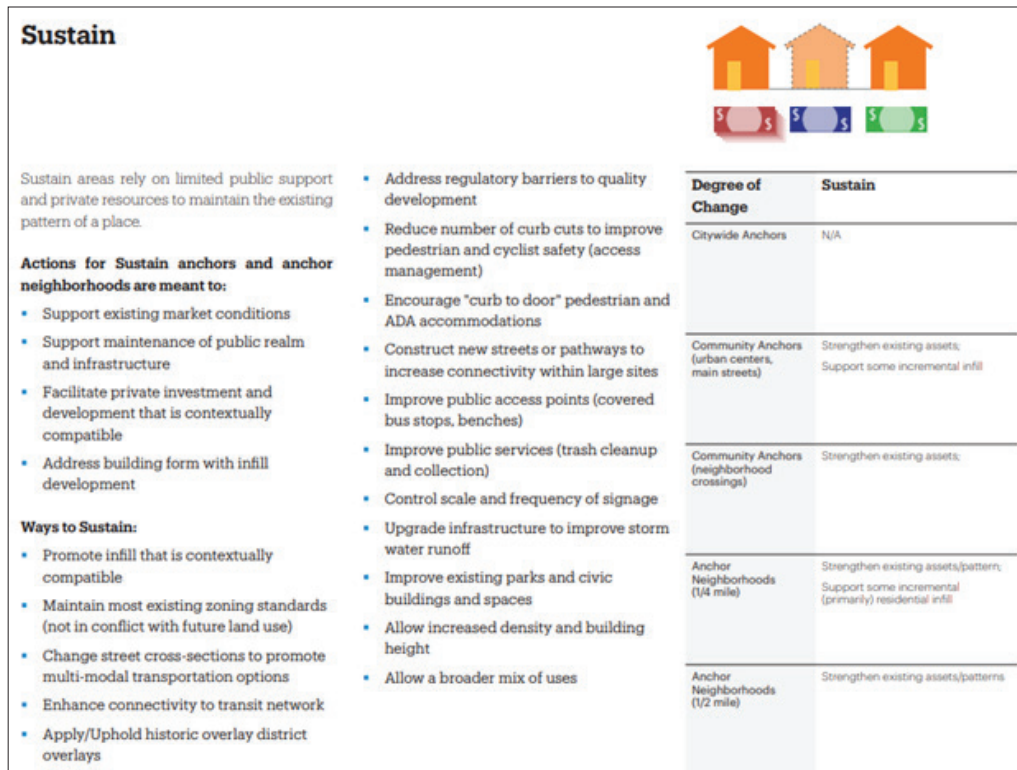 Sustain
$ $ $ $ $ $
Sustain areas rely on limited public support
and private resources to maintain the existing
pattern of a place.
Actions for Sustain anchors and anchor
neighborhoods are meant to:
• Support existing market conditions
• Support maintenance of public realm
and infrastructure
• Facilitate private investment and
development that is contextually
compatible
• Address building form with infill
development
Ways to Sustain:
• Promote infill that is contextually
compatible
• Maintain most existing zoning standards
(not in conflict with future land use)
• Change street cross-sections to promote
multi-modal transportation options
• Enhance connectivity to transit network
• Apply/Uphold historic overlay district
overlays
• Address regulatory barriers to quality
development
• Reduce number of curb cuts to improve
pedestrian and cyclist safety (access
management)
• Encourage "curb to door" pedestrian and
ADA accommodations
• Construct new streets or pathways to
increase connectivity within large sites
• Improve public access points (covered
bus stops, benches)
• Improve public services (trash cleanup
and collection)
• Control scale and frequency of signage
• Upgrade infrastructure to improve storm
water runoff
• Improve existing parks and civic
buildings and spaces
• Allow increased density and building
height
• Allow a broader mix of uses
Degree of Sustain
Change
Citywide Anchors N/A
Community Anchors Strengthen existing assets;
(urban centers, Support some incremental infill
main streets)
Community Anchors Strengthen existing assets;
(neighborhood
crossings)
Anchor Strengthen existing assets/pattern;
Neighborhoods Support some incremental
(1/4 mile) (primarily) residential infill
Anchor Strengthen existing assets/patterns
Neighborhoods
(1/2 mile)